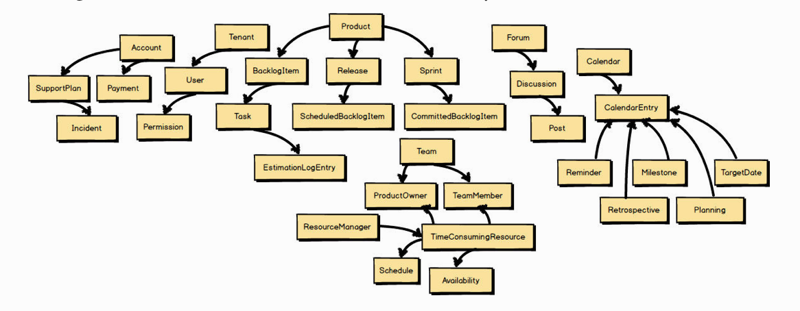 Product
Tenant
Account
Forum
Calendar
User
BacklogItem
Release
Sprint
SupportPlan
Payment
Discussion
CalendarEntry
Incident
Permission
Task
ScheduledBacklogItem
CommittedBacklogItem
Post
Team
EstimationLogEntry
Reminder
Milestone
TargetDate
ProductOwner
TeamMember
Retrospective
Planning
ResourceManager
TimeConsumingResource
Schedule
Availability